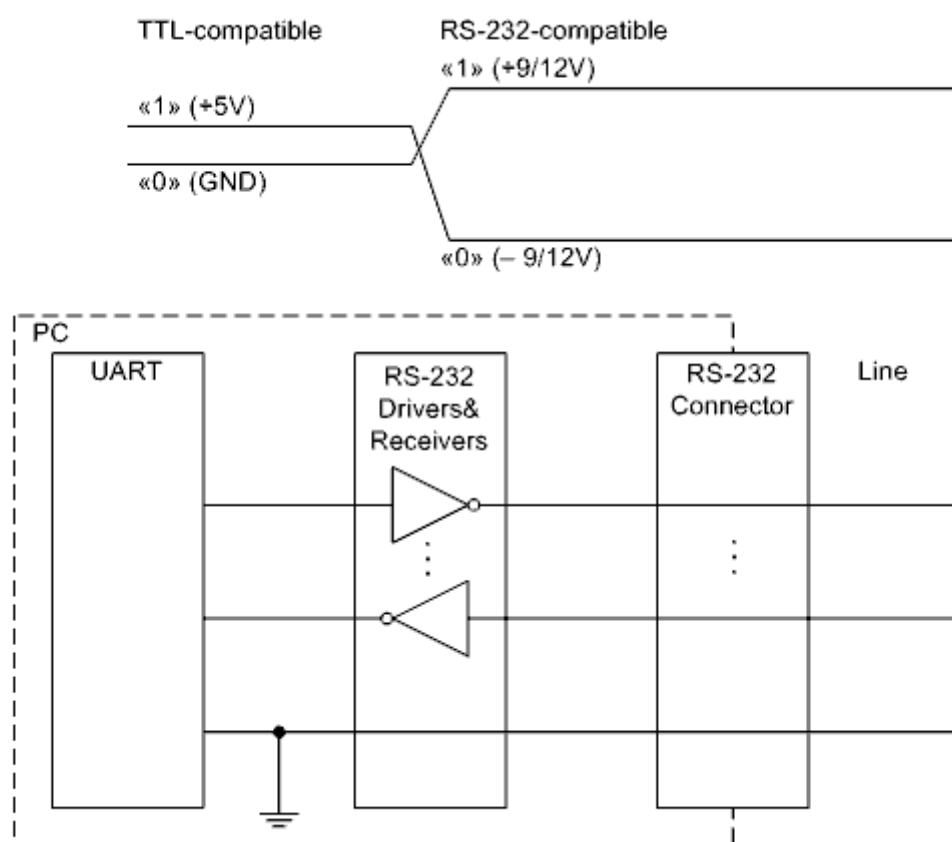 TTL-compatible
RS-232-compatible
«1» (+9/12V)
«1» (+5V)
«0» (GND)
«0» (– 9/12V)
PC
UART
RS-232
Drivers&
Receivers
RS-232
Connector
Line